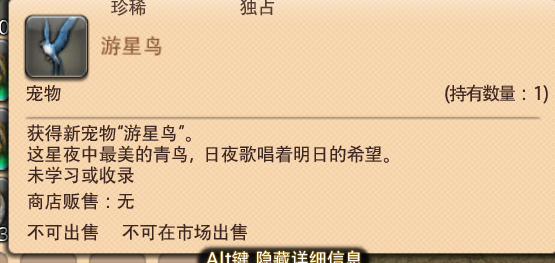 珍稀 独占
游星鸟
宠物 (持有数量：1)
获得新宠物“游星鸟”。
这星夜中最美的青鸟，日夜歌唱着明日的希望。
未学习或收录
商店贩售：无
不可出售 不可在市场出售
Alt键 隐藏详细信息